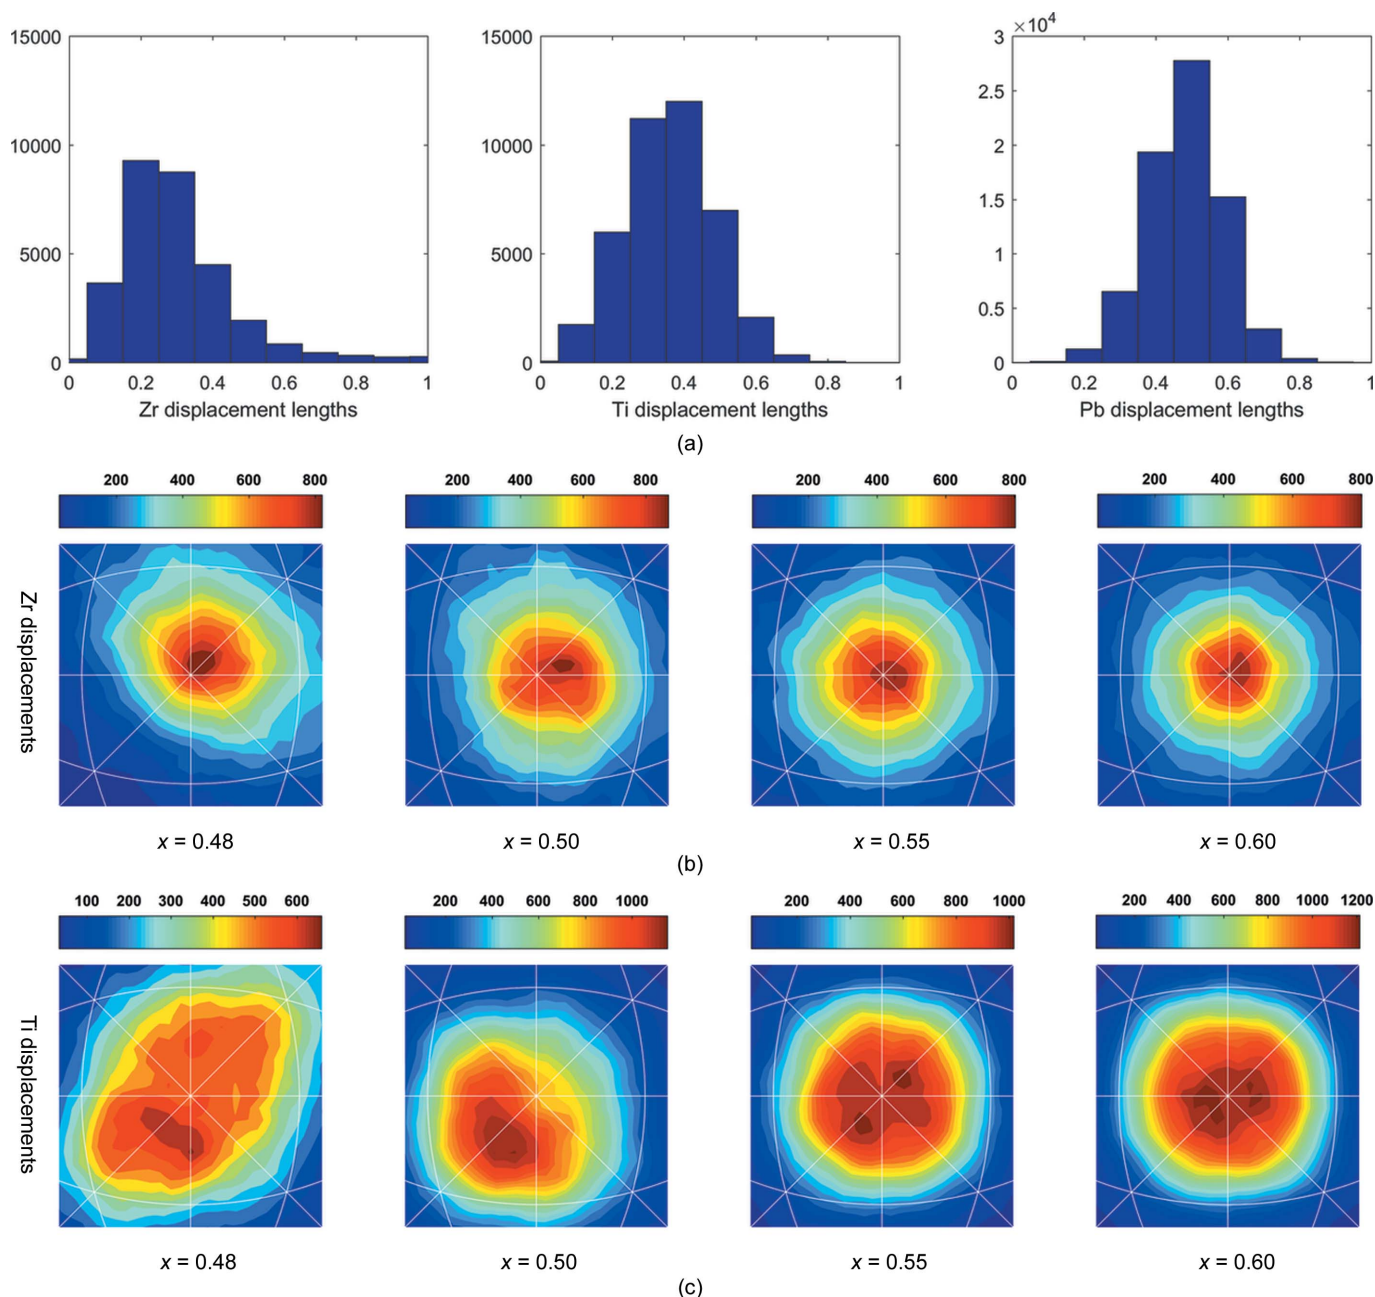 15000
10000
5000
0
0 0.2 0.4 0.6 0.8 1
Zr displacement lengths
15000
10000
5000
0
0 0.2 0.4 0.6 0.8 1
Ti displacement lengths
×10⁴
3
2.5
2
1.5
1
0.5
0
0 0.2 0.4 0.6 0.8 1
Pb displacement lengths
(a)
200 400 600 800
200 400 600 800
200 400 600 800
200 400 600 800
Zr displacements
x = 0.48
x = 0.50
x = 0.55
x = 0.60
(b)
100 200 300 400 500 600
200 400 600 800 1000
200 400 600 800 1000
200 400 600 800 1000 1200
Ti displacements
x = 0.48
x = 0.50
x = 0.55
x = 0.60
(c)